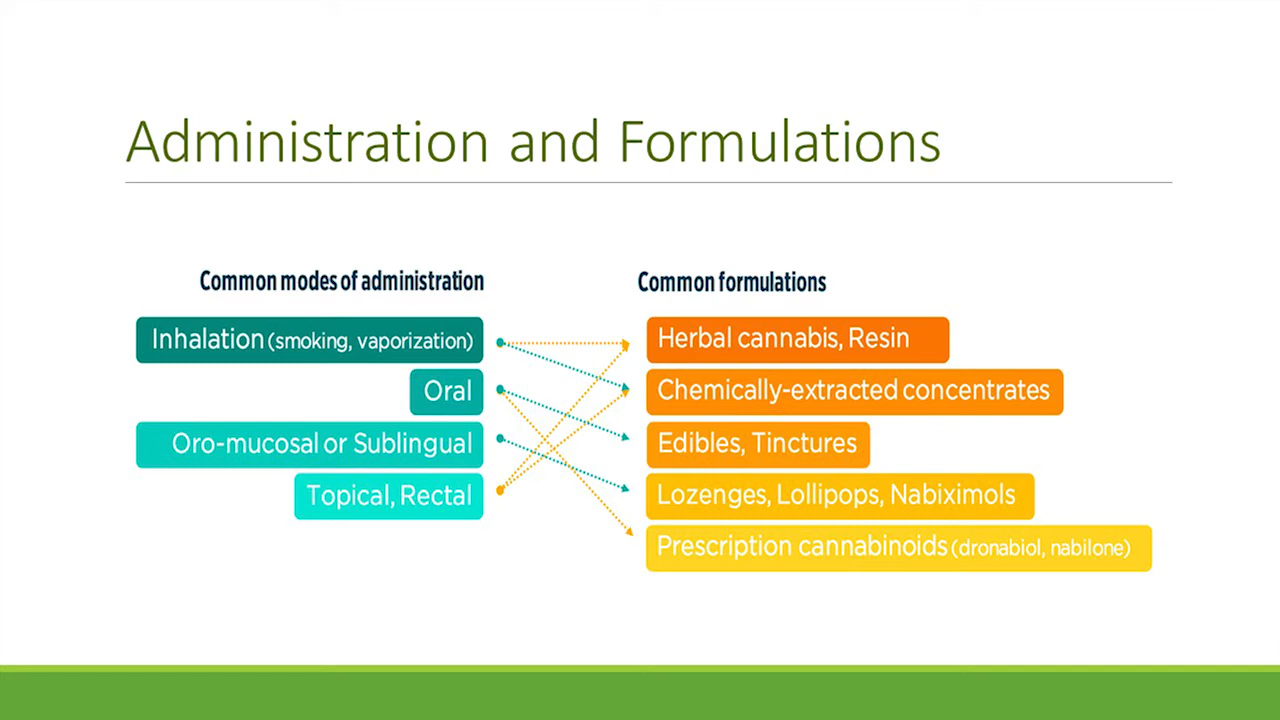 Administration and Formulations
Common modes of administration
Inhalation (smoking, vaporization)
Oral
Oro-mucosal or Sublingual
Topical, Rectal
Common formulations
Herbal cannabis, Resin
Chemically-extracted concentrates
Edibles, Tinctures
Lozenges, Lollipops, Nabiximols
Prescription cannabinoids (dronabiol, nabilone)